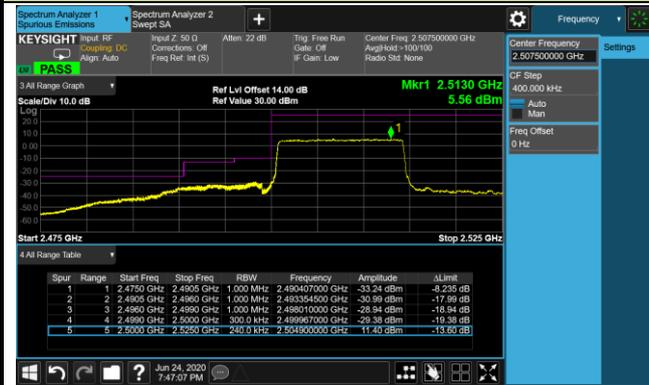 Spectrum Analyzer 1
Spurious Emissions
Spectrum Analyzer 2
Swept SA
+
Frequency
KEYSIGHT
Input: RF
Coupling: DC
Align: Auto
Input Z: 50 Ω
Corrections: Off
Freq Ref: Int (S)
Atten: 22 dB
Trig: Free Run
Gate: Off
IF Gain: Low
Center Freq: 2.507500000 GHz
Avg|Hold:>100/100
Radio Std: None
PASS
Center Frequency
2.507500000 GHz
Settings
CF Step
400.000 kHz
Auto
Man
Freq Offset
0 Hz
3 All Range Graph
Ref Lvl Offset 14.00 dB
Mkr1 2.5130 GHz
Scale/Div 10.0 dB
Ref Value 30.00 dBm
5.56 dBm
Log
20.0
10.0
0.00
-10.0
-20.0
-30.0
-40.0
-50.0
-60.0
1
Start 2.475 GHz
Stop 2.525 GHz
4 All Range Table
Spur Range Start Freq Stop Freq RBW Frequency Amplitude ΔLimit
1 1 2.4750 GHz 2.4905 GHz 1.000 MHz 2.490407000 GHz -33.24 dBm -8.235 dB
2 2 2.4905 GHz 2.4960 GHz 1.000 MHz 2.493354500 GHz -30.99 dBm -17.99 dB
3 3 2.4960 GHz 2.4990 GHz 1.000 MHz 2.498010000 GHz -28.94 dBm -18.94 dB
4 4 2.4990 GHz 2.5000 GHz 300.0 kHz 2.499967000 GHz -29.38 dBm -19.38 dB
5 5 2.5000 GHz 2.5250 GHz 240.0 kHz 2.504900000 GHz 11.40 dBm -13.60 dB
?
Jun 24, 2020
7:47:07 PM